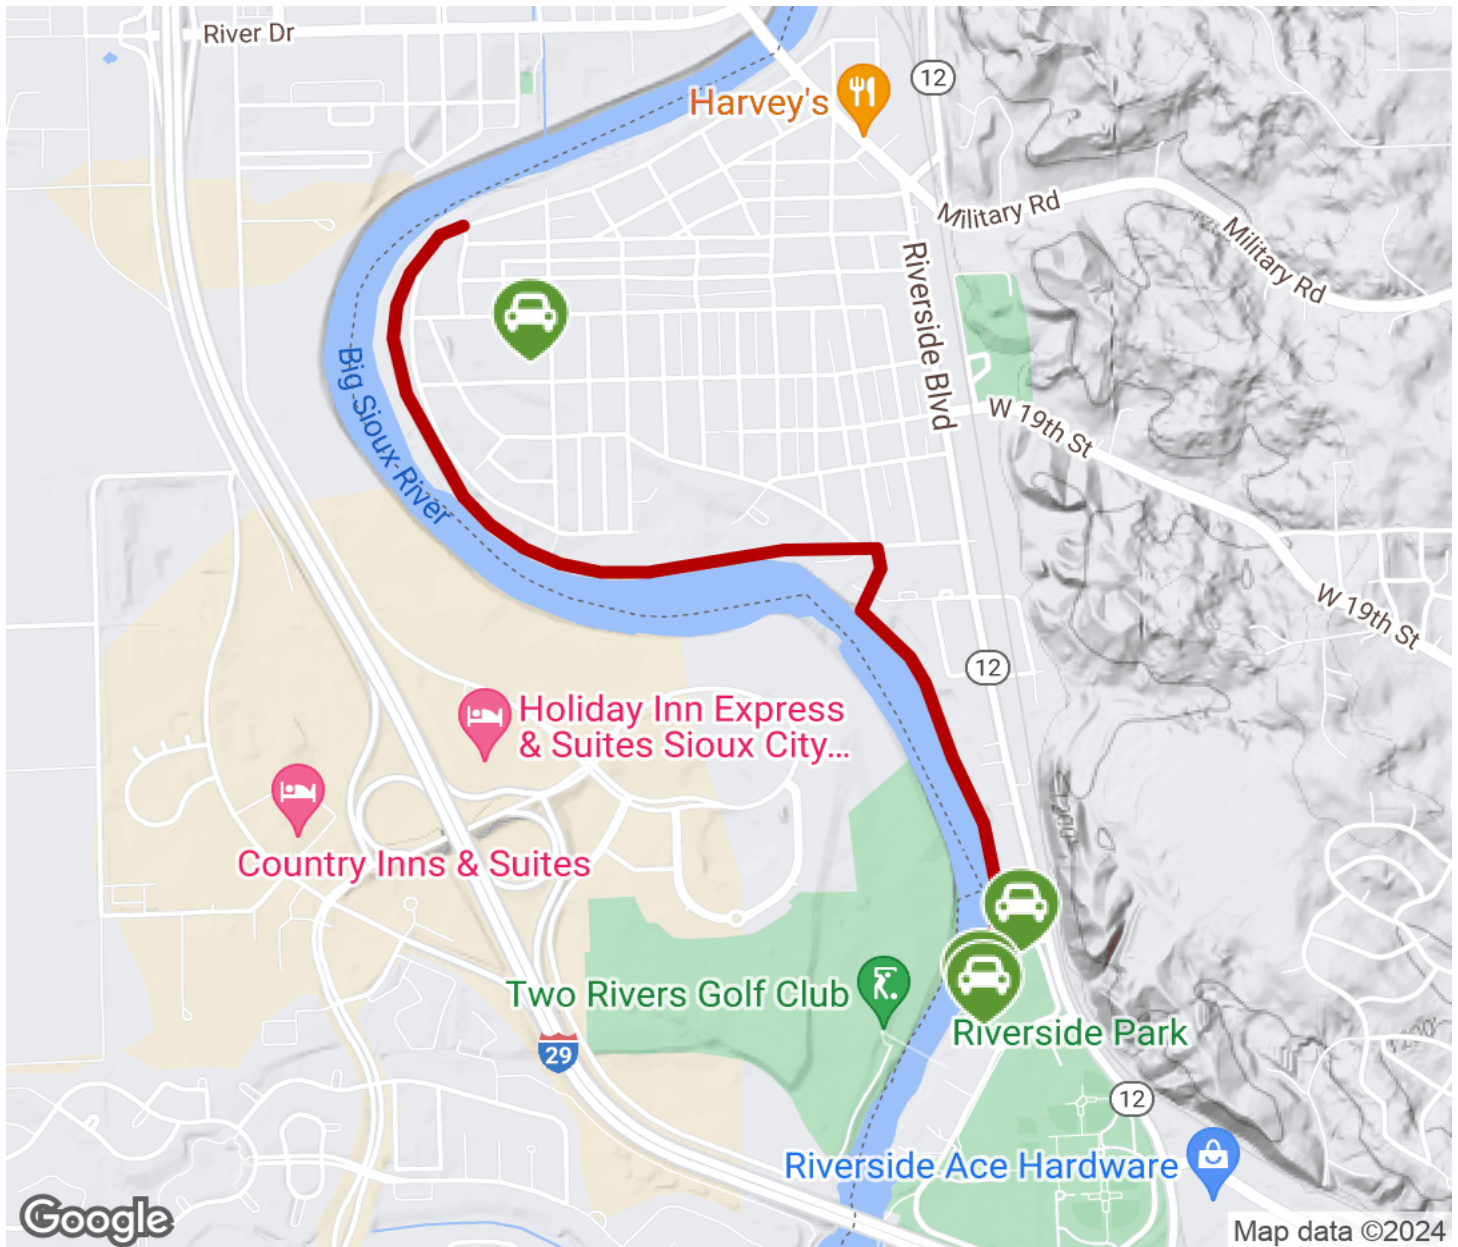 River Dr
12
Harvey's
Military Rd
Military Rd
Riverside Blvd
Big Sioux River
W 19th St
W 19th St
12
Holiday Inn Express
& Suites Sioux City...
Country Inns & Suites
Two Rivers Golf Club
Riverside Park
29
12
Riverside Ace Hardware
Google
Map data ©2024